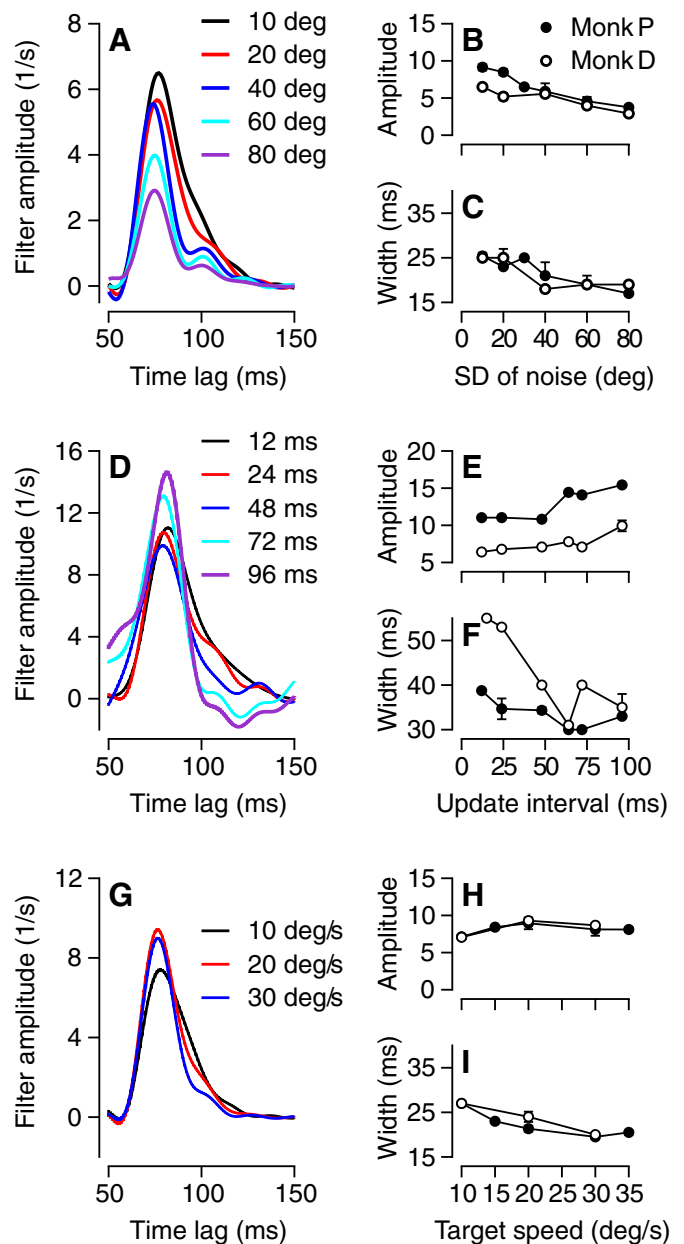 A
Filter amplitude (1/s)
8
6
4
2
0
10 deg
20 deg
40 deg
60 deg
80 deg
50 100 150
Time lag (ms)
B
Monk P
Monk D
Amplitude
15
10
5
0
C
Width (ms)
35
25
15
0 20 40 60 80
SD of noise (deg)
D
Filter amplitude (1/s)
16
12
8
4
0
12 ms
24 ms
48 ms
72 ms
96 ms
50 100 150
Time lag (ms)
E
Amplitude
20
15
10
5
F
Width (ms)
50
40
30
0 25 50 75 100
Update interval (ms)
G
Filter amplitude (1/s)
12
8
4
0
10 deg/s
20 deg/s
30 deg/s
50 100 150
Time lag (ms)
H
Amplitude
15
10
5
0
I
Width (ms)
35
25
15
10 15 20 25 30 35
Target speed (deg/s)